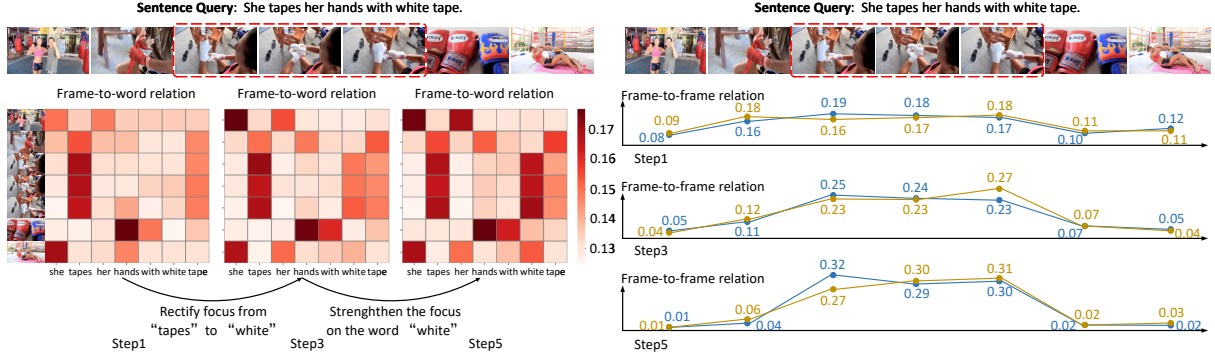 Sentence Query: She tapes her hands with white tape.
Frame-to-word relation Frame-to-word relation Frame-to-word relation
0.17
0.16
0.15
0.14
0.13
she tapes her hands with white tape
she tapes her hands with white tape
she tapes her hands with white tape
Rectify focus from
“tapes” to “white”
Strengthten the focus
on the word “white”
Step1 Step3 Step5
Sentence Query: She tapes her hands with white tape.
Frame-to-frame relation
0.09 0.18 0.19 0.18 0.18 0.11 0.12
0.08 0.16 0.16 0.17 0.17 0.10 0.11
Step1
Frame-to-frame relation
0.05 0.12 0.25 0.24 0.27 0.07 0.05
0.04 0.11 0.23 0.23 0.23 0.07 0.04
Step3
Frame-to-frame relation
0.01 0.06 0.32 0.30 0.31 0.02 0.03
0.01 0.04 0.27 0.29 0.30 0.02 0.02
Step5